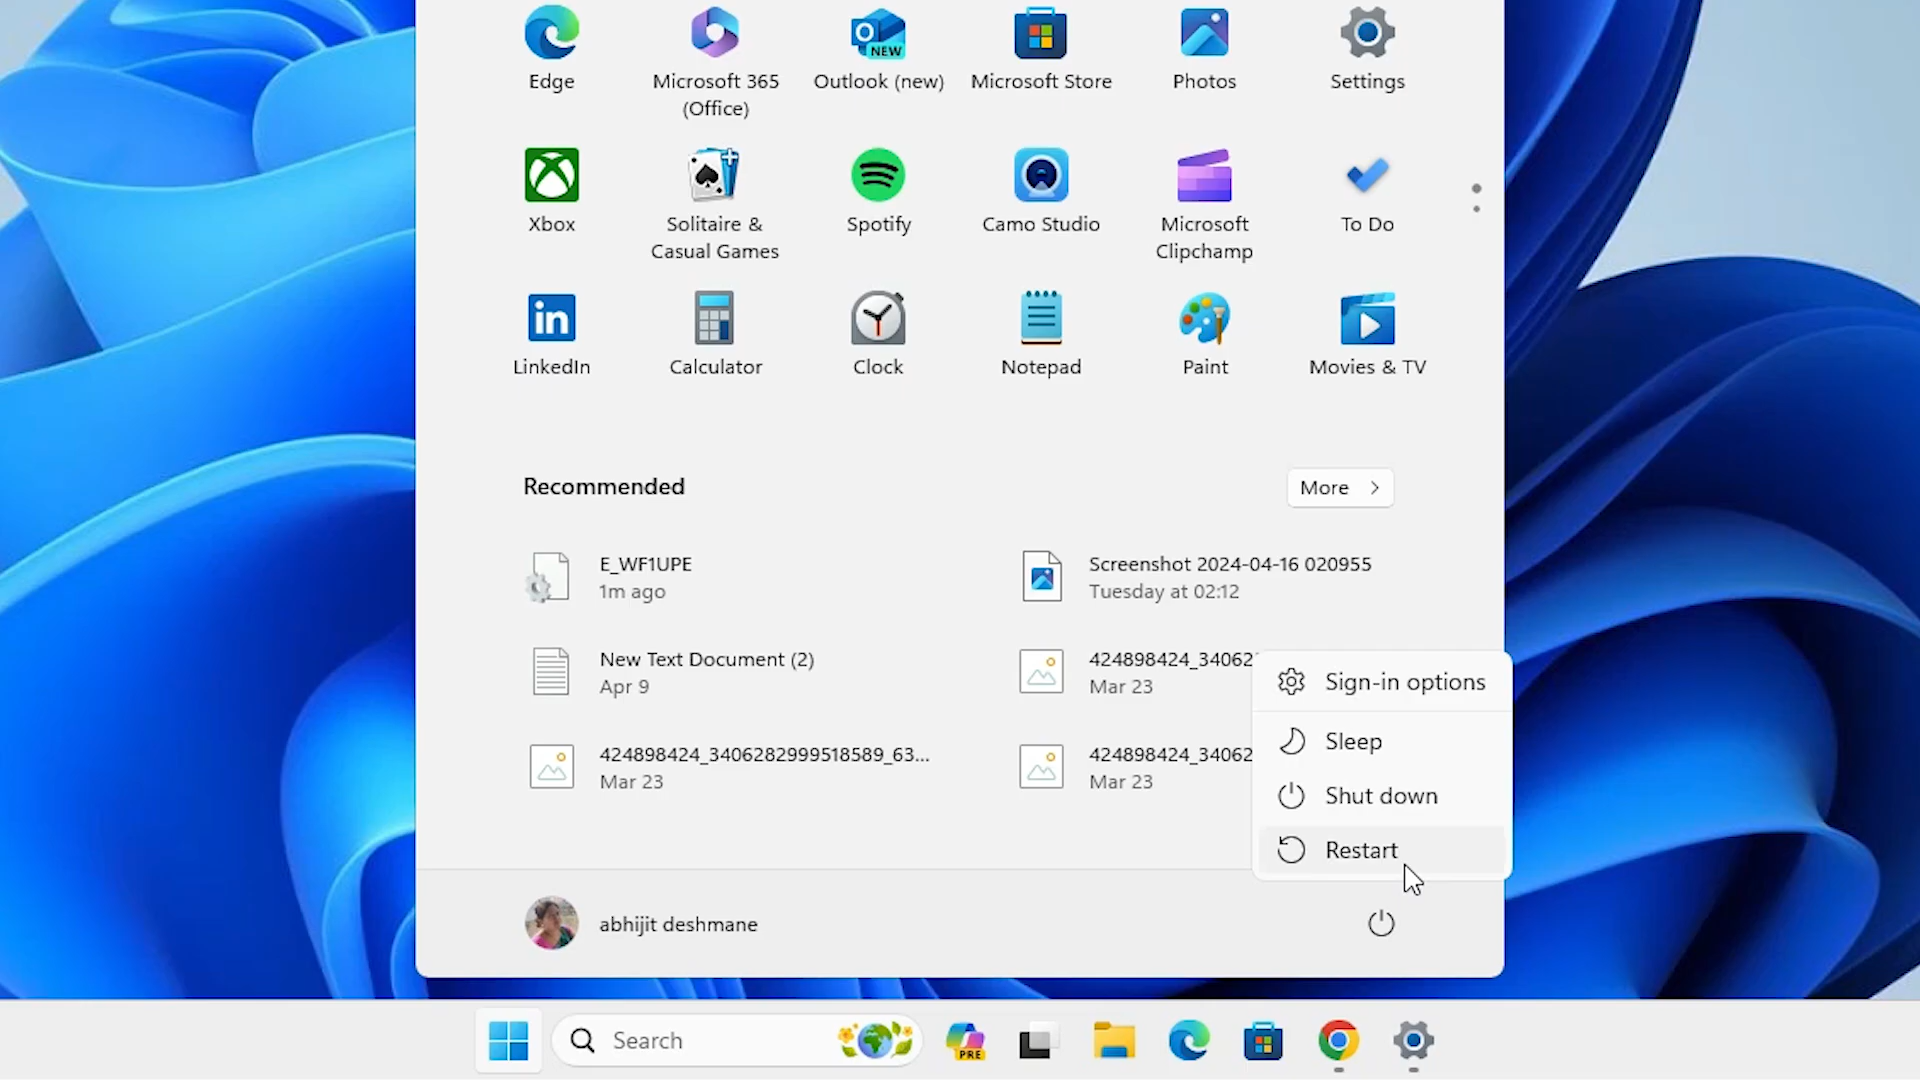 Edge
Microsoft 365
(Office)
Outlook (new)
NEW
Microsoft Store
Photos
Settings
Xbox
Solitaire &
Casual Games
Spotify
Camo Studio
Microsoft
Clipchamp
To Do
LinkedIn
Calculator
Clock
Notepad
Paint
Movies & TV
Recommended
More
E_WF1UPE
1m ago
Screenshot 2024-04-16 020955
Tuesday at 02:12
New Text Document (2)
Apr 9
424898424_34062
Mar 23
424898424_3406282999518589_63...
Mar 23
424898424_34062
Mar 23
Sign-in options
Sleep
Shut down
Restart
abhijit deshmane
Search
PRE